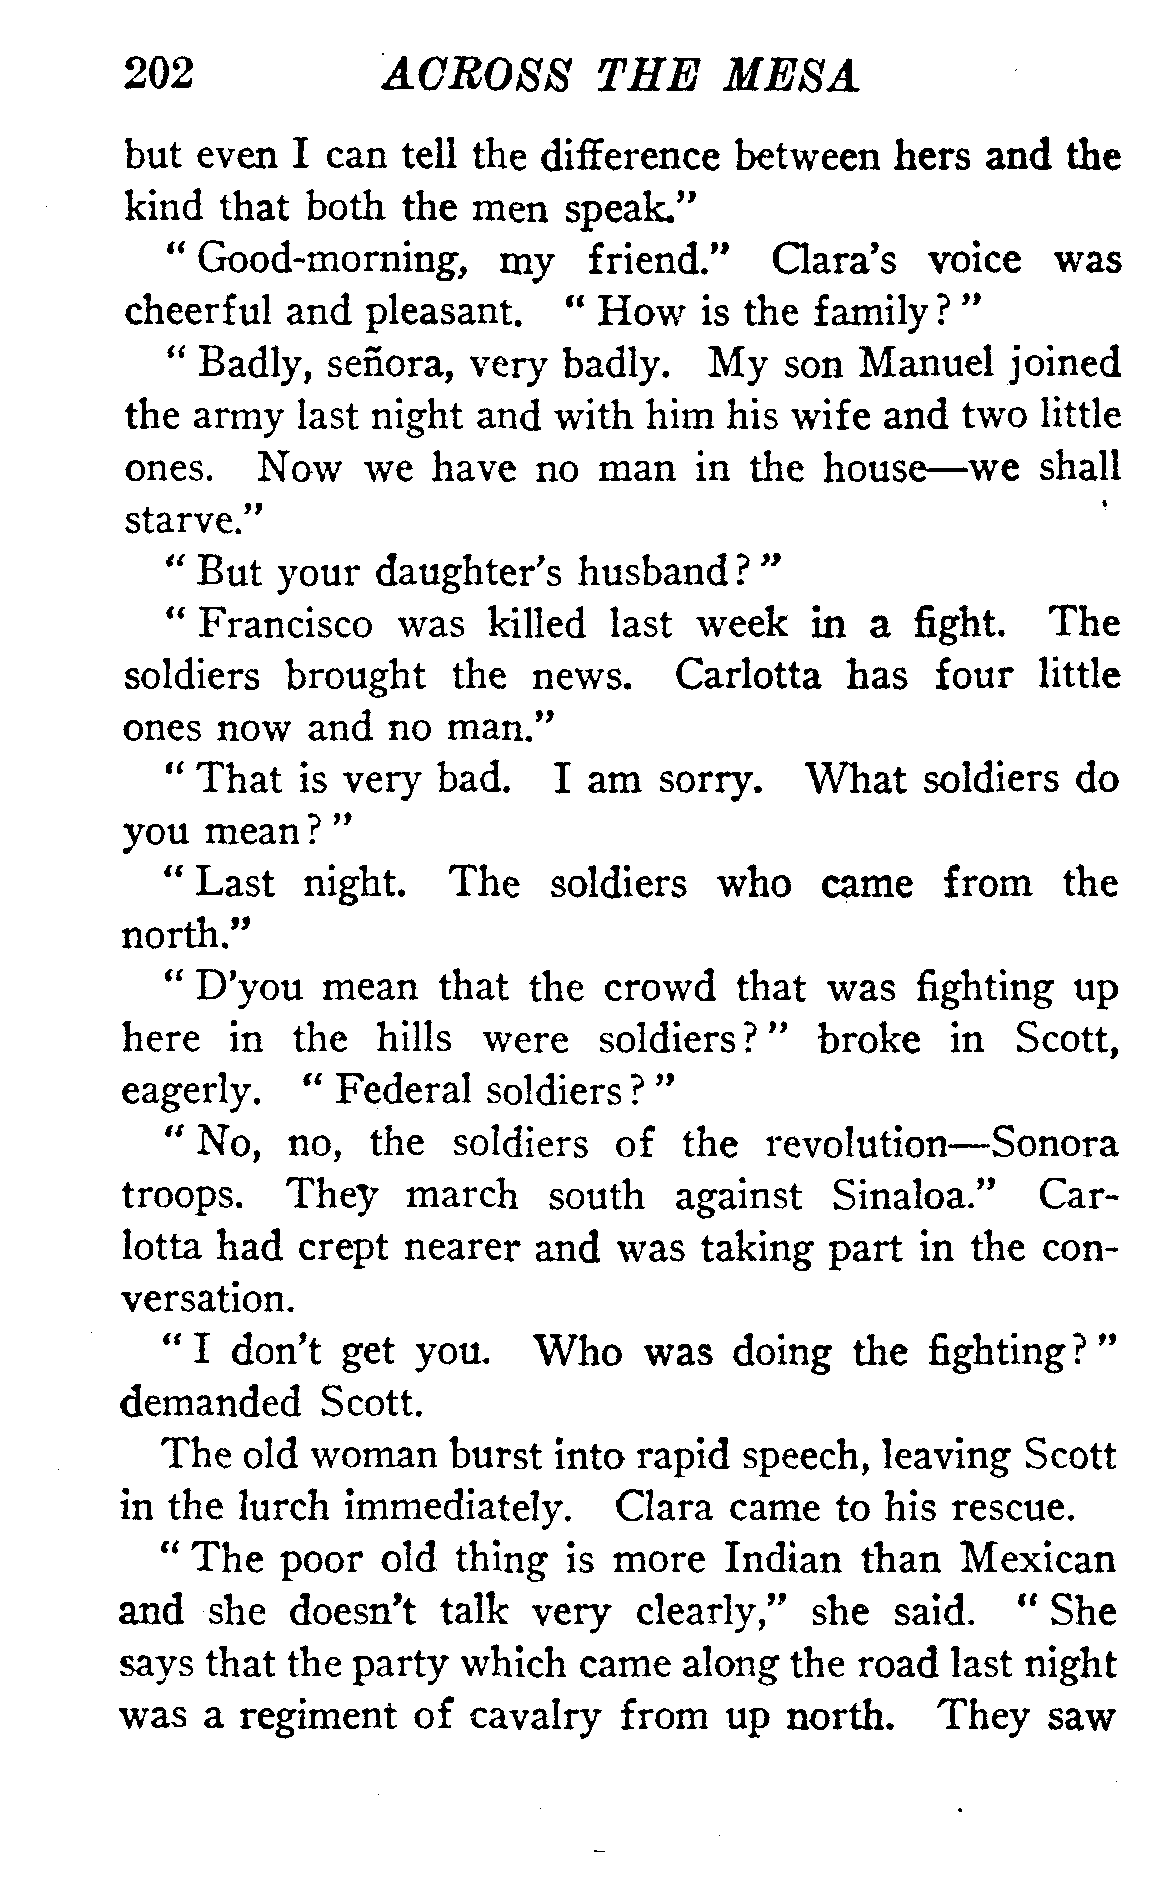 202 ACROSS THE MESA
but even I can tell the difference between hers and the
kind that both the men speak."
" Good-morning, my friend." Clara's voice was
cheerful and pleasant. " How is the family? "
" Badly, señora, very badly. My son Manuel joined
the army last night and with him his wife and two little
ones. Now we have no man in the house—we shall
starve."
" But your daughter's husband? "
" Francisco was killed last week in a fight. The
soldiers brought the news. Carlotta has four little
ones now and no man."
" That is very bad. I am sorry. What soldiers do
you mean? "
" Last night. The soldiers who came from the
north."
" D'you mean that the crowd that was fighting up
here in the hills were soldiers? " broke in Scott,
eagerly. " Federal soldiers? "
" No, no, the soldiers of the revolution—Sonora
troops. They march south against Sinaloa." Car-
lotta had crept nearer and was taking part in the con-
versation.
" I don't get you. Who was doing the fighting? "
demanded Scott.
The old woman burst into rapid speech, leaving Scott
in the lurch immediately. Clara came to his rescue.
" The poor old thing is more Indian than Mexican
and she doesn't talk very clearly," she said. " She
says that the party which came along the road last night
was a regiment of cavalry from up north. They saw